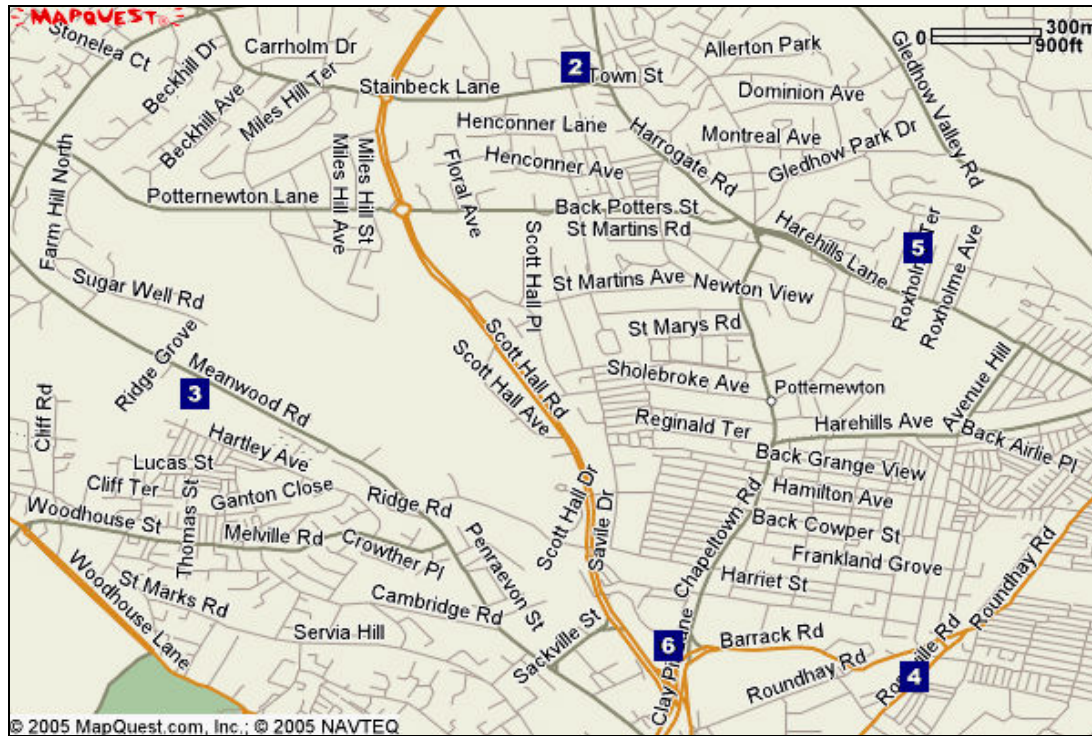 MAPQUEST
300m
0
900ft
Stonelea Ct
Beckhill Dr
Carrholm Dr
Allerton Park
Gledhow Valley Rd
2
Town St
Stainbeck Lane
Miles Hill Ter
Beckhill Ave
Dominion Ave
Henconner Lane
Montreal Ave
Harrogate Rd
Gledhow Park Dr
Henconner Ave
Floral Ave
Miles Hill St
Miles Hill Ave
Farm Hill North
Potternewton Lane
Back Potters St
St Martins Rd
Harehills Lane
5
Roxholme Ave
Scott Hall Pl
Sugar Well Rd
St Martins Ave
Newton View
St Marys Rd
Scott Hall Rd
Scott Hall Ave
Ridge Grove
Meanwood Rd
3
Sholebroke Ave
Potternewton
Avenue Hill
Cliff Rd
Reginald Ter
Harehills Ave
Back Airlie Pl
Hartley Ave
Lucas St
Back Grange View
Cliff Ter
Ganton Close
Thomas St
Hamilton Ave
Woodhouse St
Ridge Rd
Chapeltown Rd
Scott Hall Dr
Savile Dr
Back Cowper St
Melville Rd
Crowther Pl
Penraevon St
Frankland Grove
Roundhay Rd
Harriet St
Woodhouse Lane
St Marks Rd
Cambridge Rd
Servia Hill
Sackville St
6
Barrack Rd
4
Roundhay Rd
© 2005 MapQuest.com, Inc.; © 2005 NAVTEQ